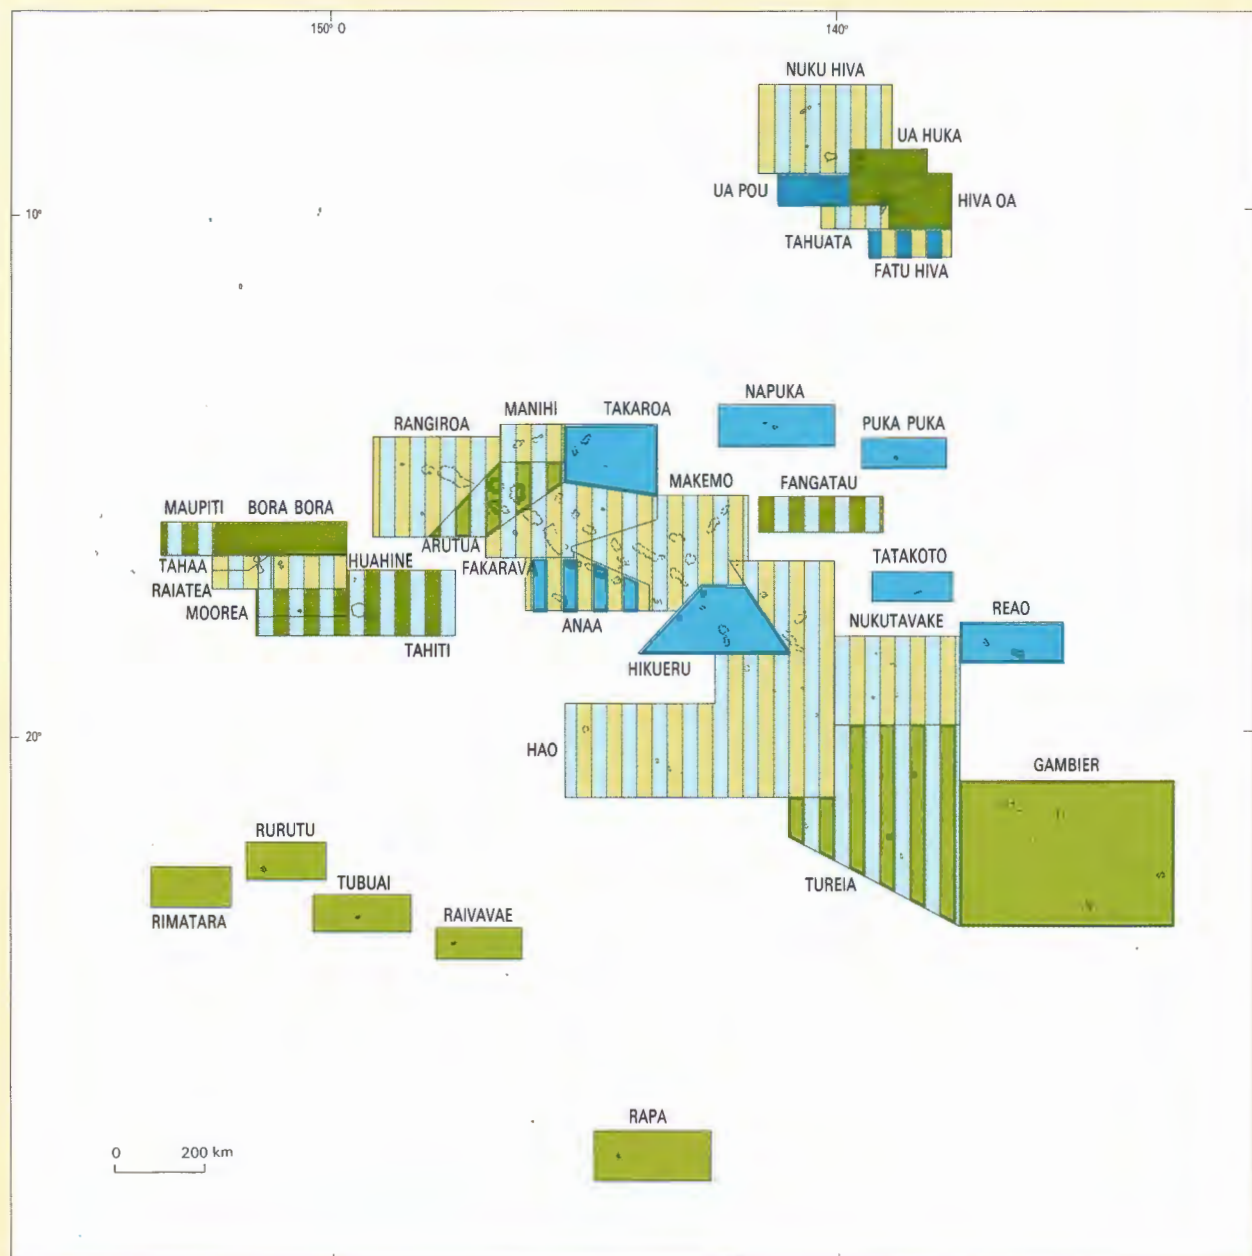 150° O
140°
NUKU HIVA
UA HUKA
UA POU
HIVA OA
10°
TAHUATA
FATU HIVA
NAPUKA
MANIHI
TAKAROA
RANGIROA
PUKA PUKA
MAKEMO
FANGATAU
MAUPITI
BORA BORA
ARUTUA
TAHAA
HUAHINE
FAKARAVA
TATAKOTO
RAIATEA
MOOREA
ANAA
NUKUTAVAKE
REAO
TAHITI
HIKUERU
20°
HAO
GAMBIER
RURUTU
TUBUAI
TUREIA
RIMATARA
RAIVAVAE
RAPA
0 200 km